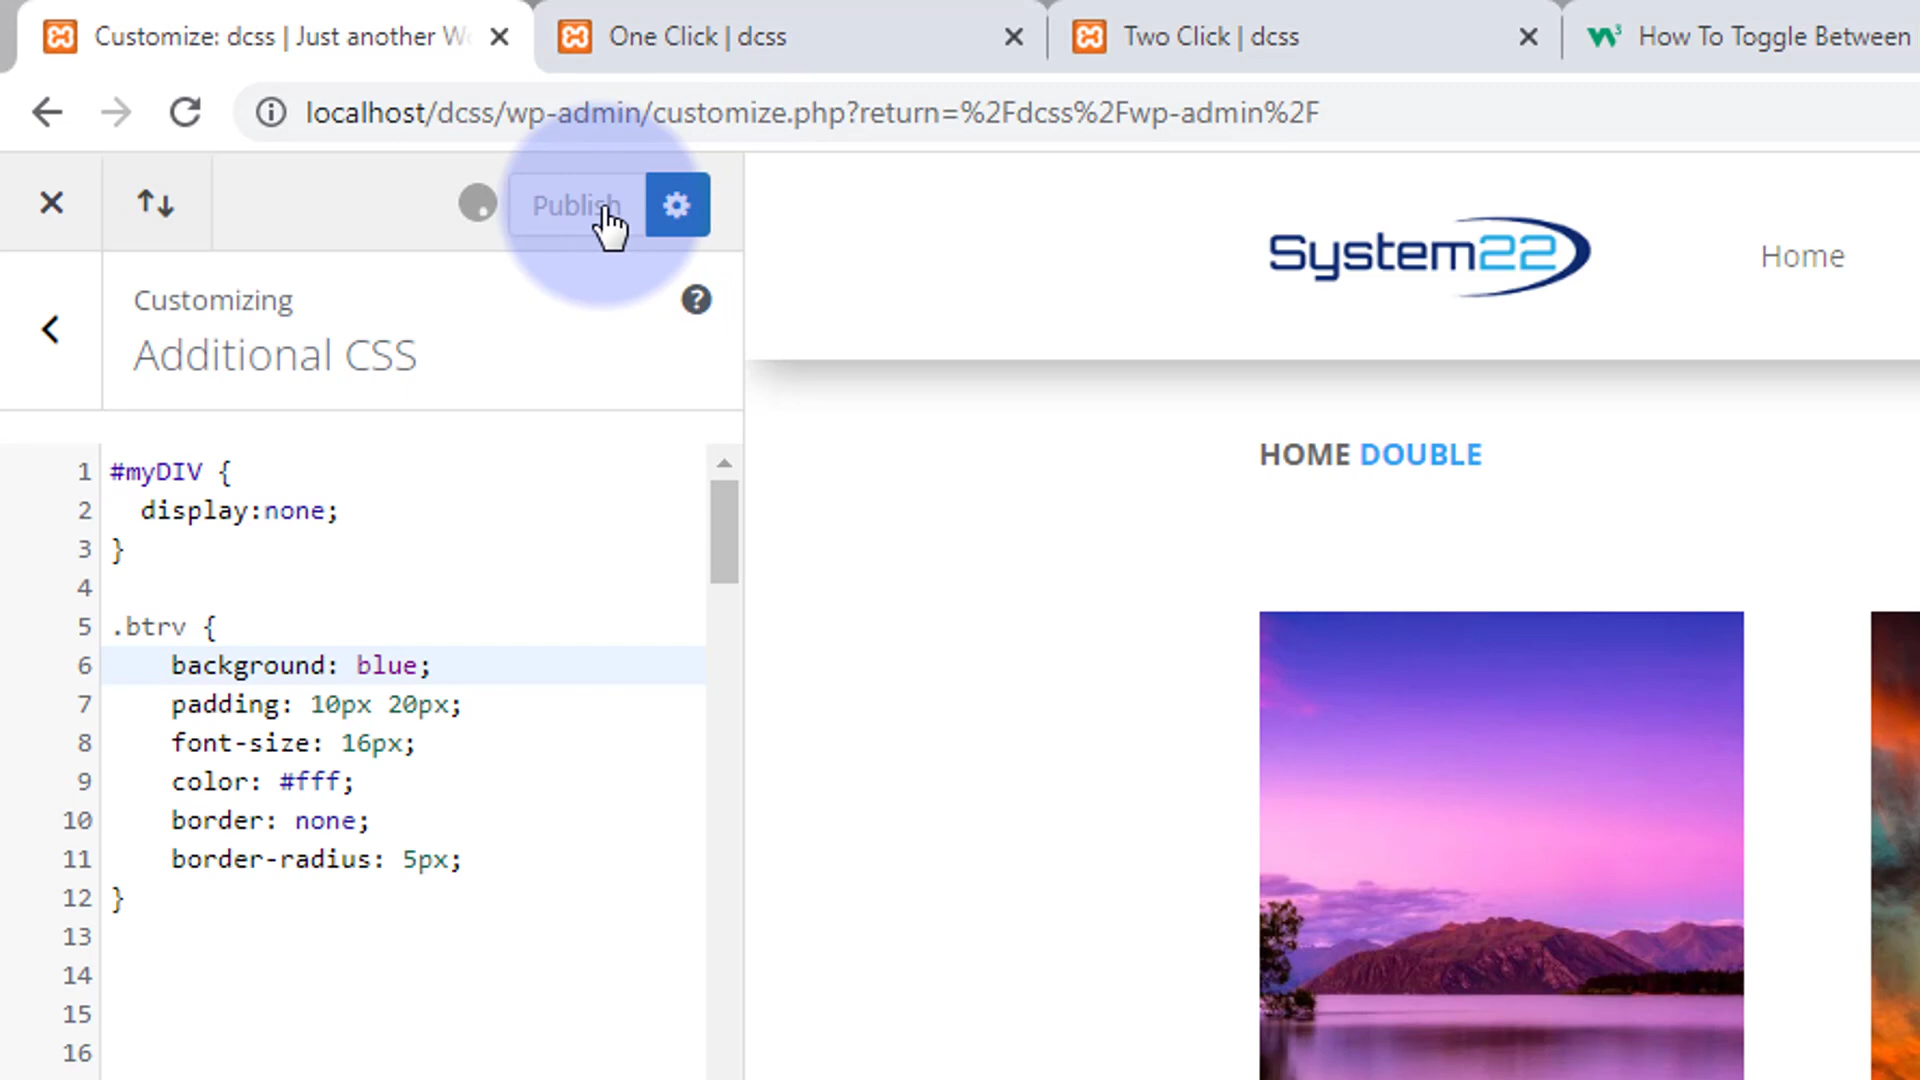 Customize: dcss | Just another W
One Click | dcss
Two Click | dcss
How To Toggle Between
localhost/dcss/wp-admin/customize.php?return=%2Fdcss%2Fwp-admin%2F
Publish
Customizing
Additional CSS
System22
Home
HOME DOUBLE
1 #myDIV {
2 display:none;
3 }
4
5 .btrv {
6 background: blue;
7 padding: 10px 20px;
8 font-size: 16px;
9 color: #fff;
10 border: none;
11 border-radius: 5px;
12 }
13
14
15
16